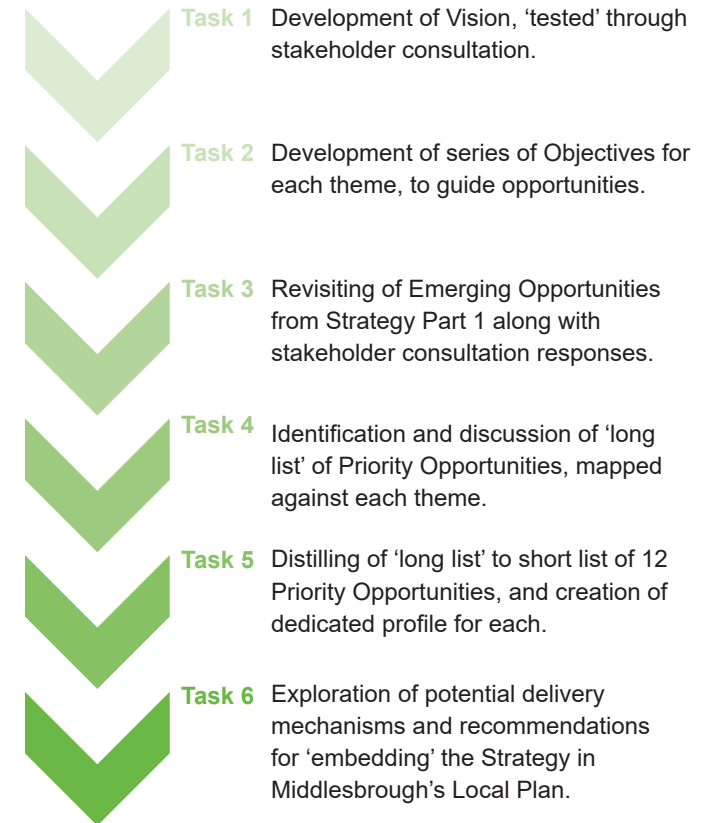 Task 1 Development of Vision, ‘tested’ through
stakeholder consultation.
Task 2 Development of series of Objectives for
each theme, to guide opportunities.
Task 3 Revisiting of Emerging Opportunities
from Strategy Part 1 along with
stakeholder consultation responses.
Task 4 Identification and discussion of ‘long
list’ of Priority Opportunities, mapped
against each theme.
Task 5 Distilling of ‘long list’ to short list of 12
Priority Opportunities, and creation of
dedicated profile for each.
Task 6 Exploration of potential delivery
mechanisms and recommendations
for ‘embedding’ the Strategy in
Middlesbrough’s Local Plan.